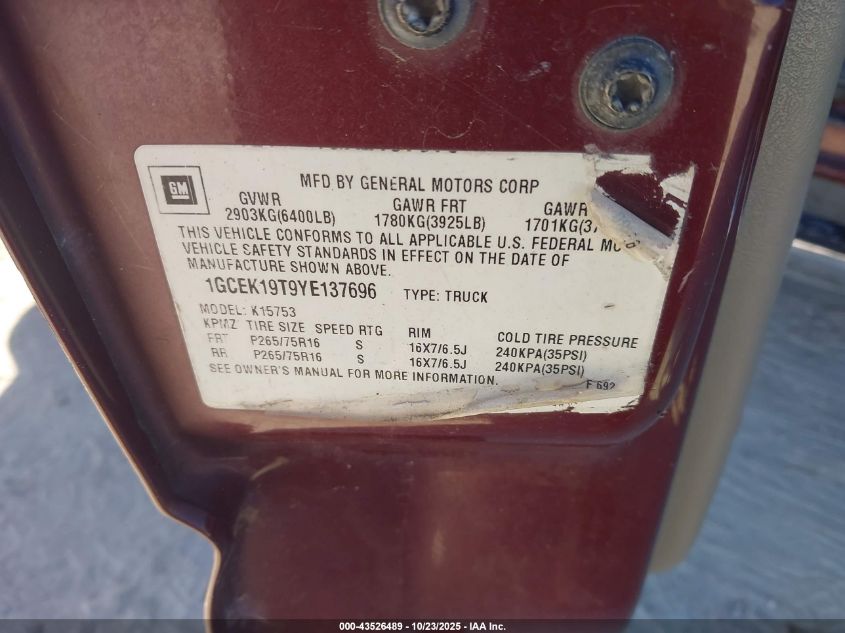 GM
MFD BY GENERAL MOTORS CORP
GVWR GAWR FRT GAWR
2903KG(6400LB) 1780KG(3925LB) 1701KG(37
THIS VEHICLE CONFORMS TO ALL APPLICABLE U.S. FEDERAL MO
VEHICLE SAFETY STANDARDS IN EFFECT ON THE DATE OF
MANUFACTURE SHOWN ABOVE.
1GCEK19T9YE137696 TYPE: TRUCK
MODEL: K15753
KPMZ TIRE SIZE SPEED RTG RIM COLD TIRE PRESSURE
FRT P265/75R16 S 16X7/6.5J 240KPA(35PSI)
RR P265/75R16 S 16X7/6.5J 240KPA(35PSI)
SEE OWNER'S MANUAL FOR MORE INFORMATION.
F 692
000-43526489 - 10/23/2025 - IAA Inc.